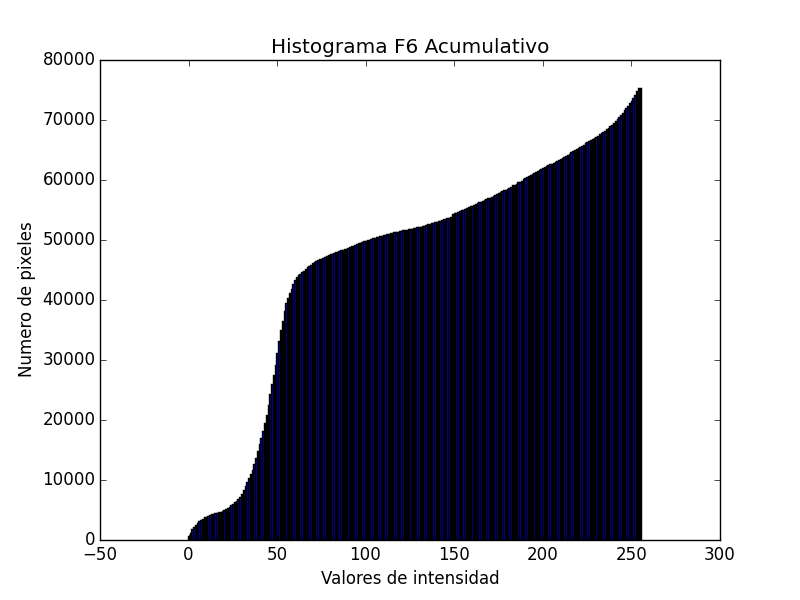 Histograma F6 Acumulativo
80000
70000
60000
50000
40000
30000
20000
10000
0
Numero de pixeles
−50 0 50 100 150 200 250 300
Valores de intensidad